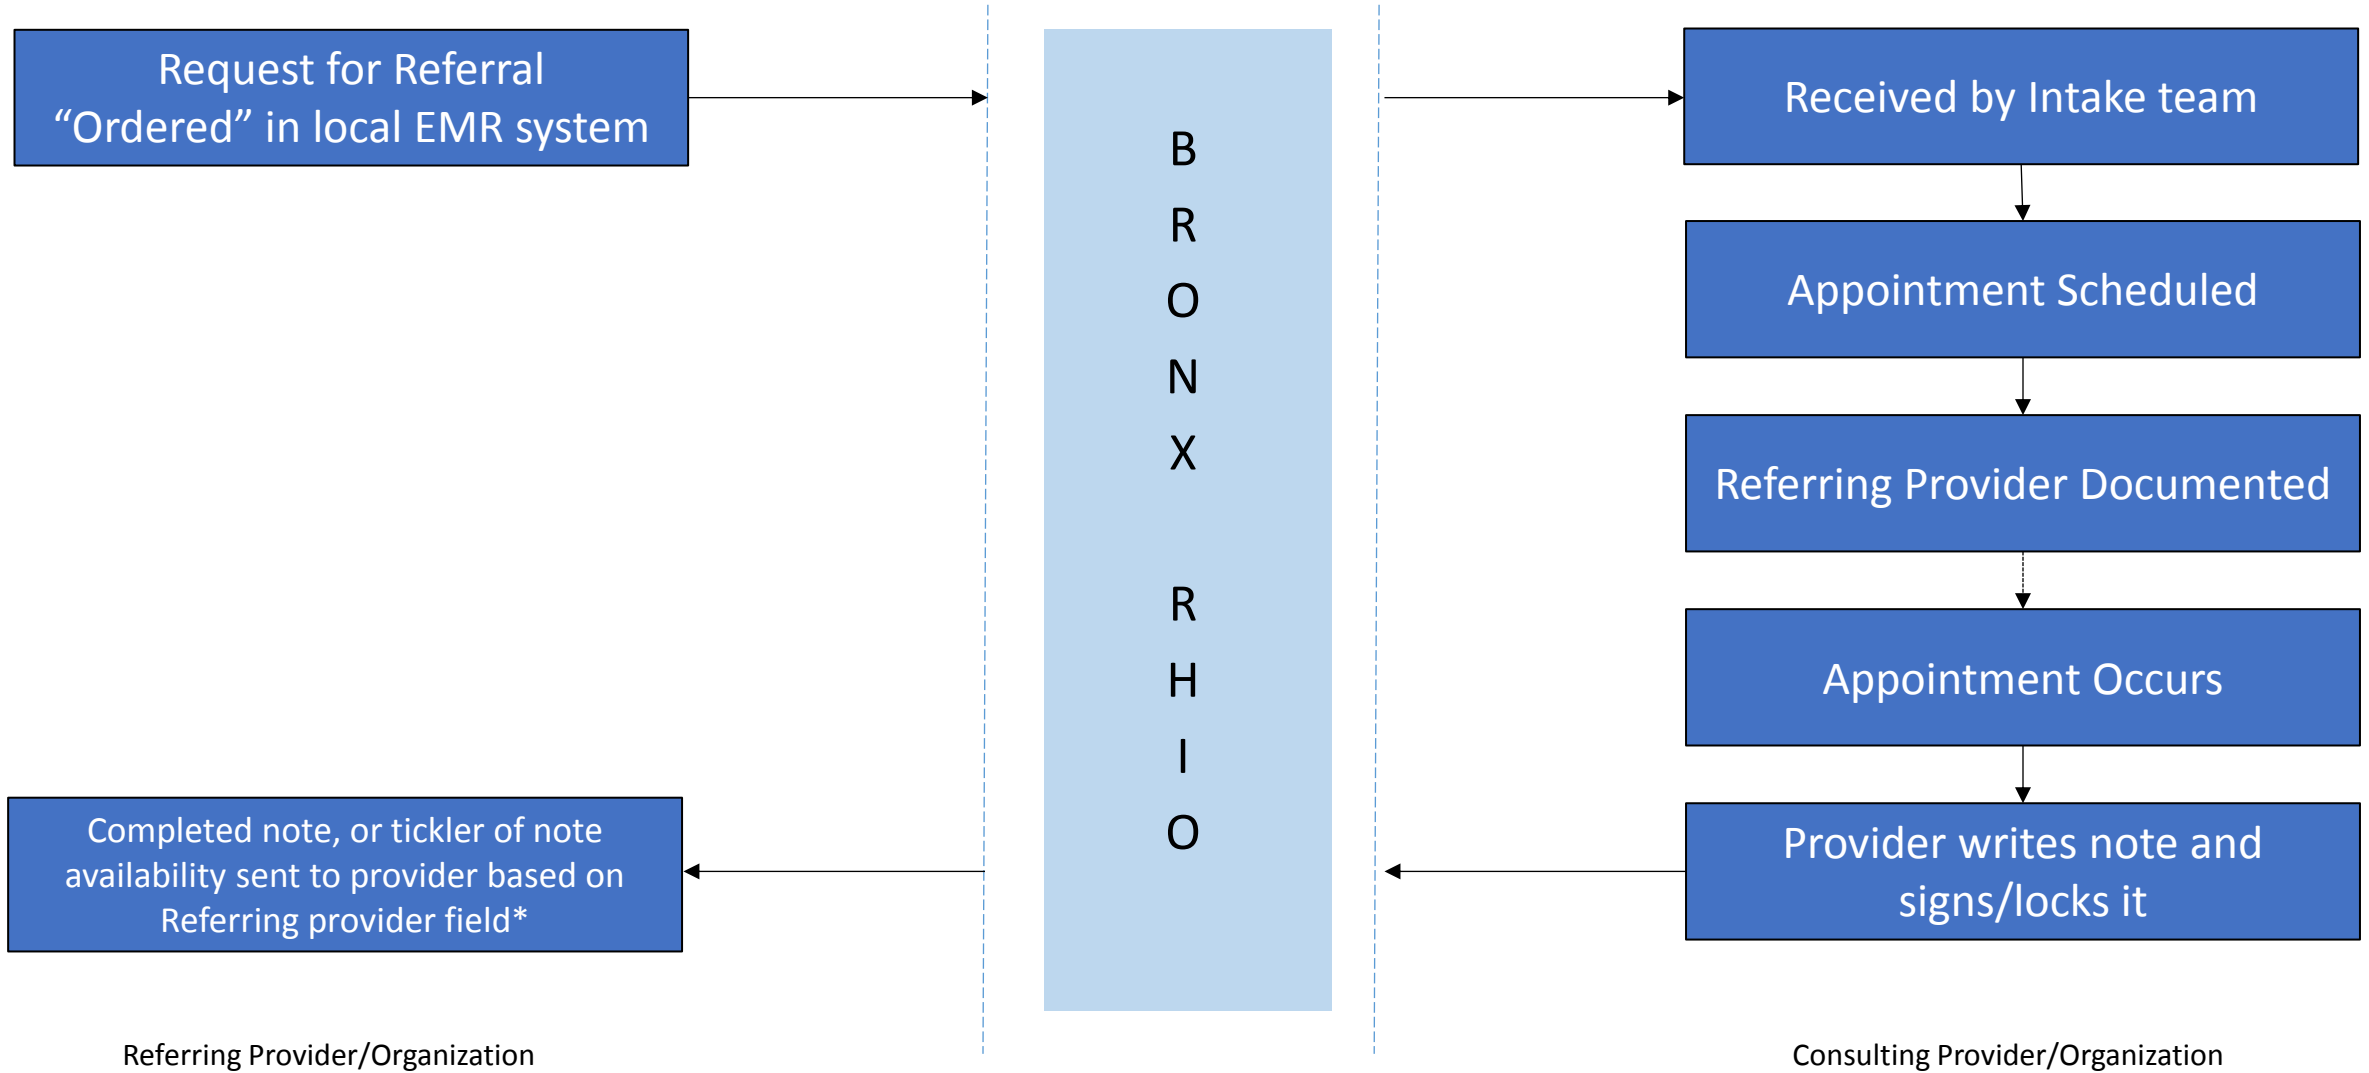 Request for Referral
“Ordered” in local EMR system
Completed note, or tickler of note
availability sent to provider based on
Referring provider field*
Referring Provider/Organization
B
R
O
N
X
R
H
I
O
Received by Intake team
Appointment Scheduled
Referring Provider Documented
Appointment Occurs
Provider writes note and
signs/locks it
Consulting Provider/Organization